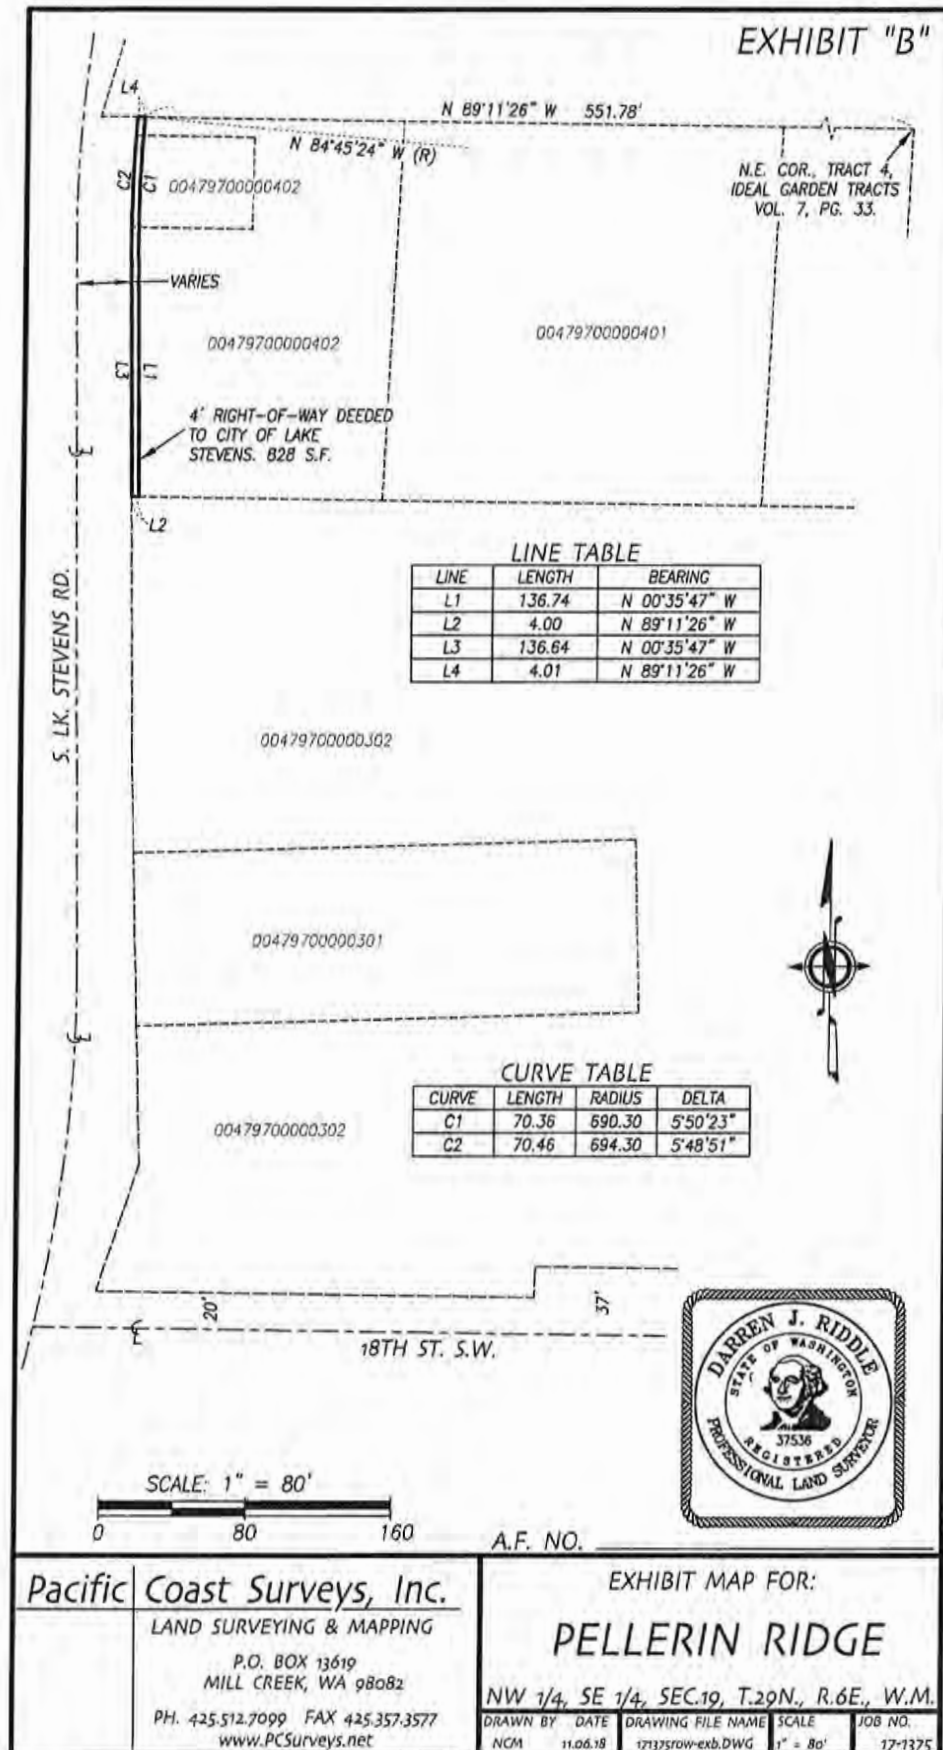 EXHIBIT "B"
L4
N 89°11'26" W 551.78'
N 84°45'24" W (R)
N.E. COR., TRACT 4,
IDEAL GARDEN TRACTS
VOL. 7, PG. 33.
C2
C1
00479700000402
VARIES
00479700000402
00479700000401
L3
L1
4' RIGHT-OF-WAY DEEDED
TO CITY OF LAKE
STEVENS. 828 S.F.
L2
S. LK. STEVENS RD.
LINE TABLE
LINE LENGTH BEARING
L1 136.74 N 00°35'47" W
L2 4.00 N 89°11'26" W
L3 136.64 N 00°35'47" W
L4 4.01 N 89°11'26" W
00479700000302
00479700000301
CURVE TABLE
CURVE LENGTH RADIUS DELTA
C1 70.36 690.30 5°50'23"
C2 70.46 694.30 5°48'51"
00479700000302
20'
37'
18TH ST. S.W.
DARREN J. RIDDLE
STATE OF WASHINGTON
37536
REGISTERED
PROFESSIONAL LAND SURVEYOR
SCALE: 1" = 80'
0 80 160
A.F. NO.
Pacific Coast Surveys, Inc.
LAND SURVEYING & MAPPING
P.O. BOX 13619
MILL CREEK, WA 98082
PH. 425.512.7099 FAX 425.357.3577
www.PCSurveys.net
EXHIBIT MAP FOR:
PELLERIN RIDGE
NW 1/4, SE 1/4, SEC.19, T.29N., R.6E., W.M.
DRAWN BY DATE DRAWING FILE NAME SCALE JOB NO.
NCM 11.06.18 171375row-exb.DWG 1" = 80' 17-1375